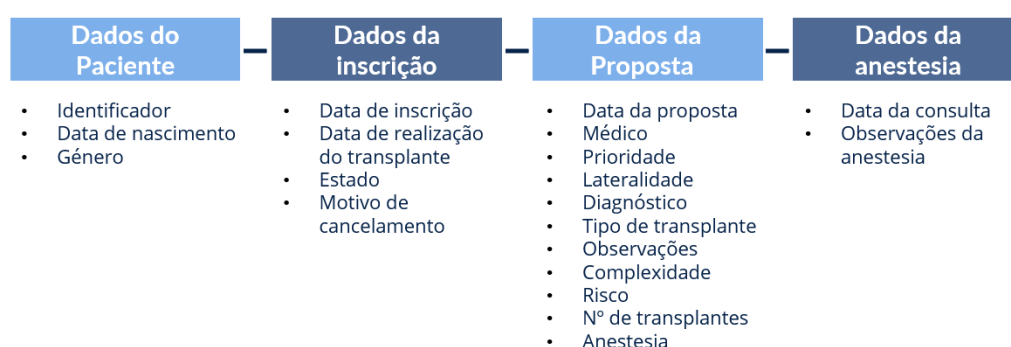 Dados do
Paciente
• Identificador
• Data de nascimento
• Género
Dados da
inscrição
• Data de inscrição
• Data de realização
do transplante
• Estado
• Motivo de
cancelamento
Dados da
Proposta
• Data da proposta
• Médico
• Prioridade
• Lateralidade
• Diagnóstico
• Tipo de transplante
• Observações
• Complexidade
• Risco
• Nº de transplantes
• Anestesia
Dados da
anestesia
• Data da consulta
• Observações da
anestesia